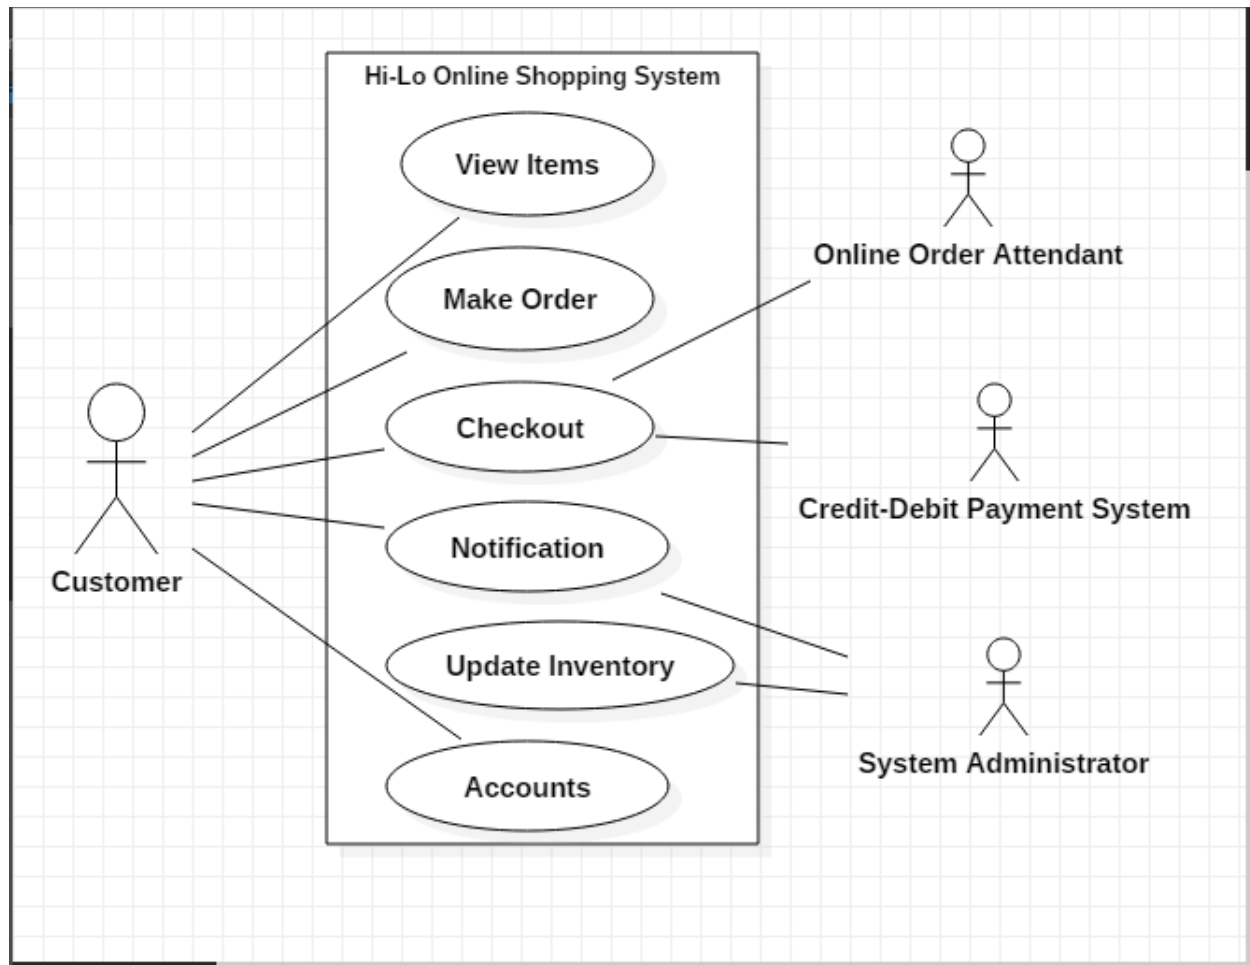 Hi-Lo Online Shopping System
View Items
Make Order
Checkout
Notification
Update Inventory
Accounts
Customer
Online Order Attendant
Credit-Debit Payment System
System Administrator